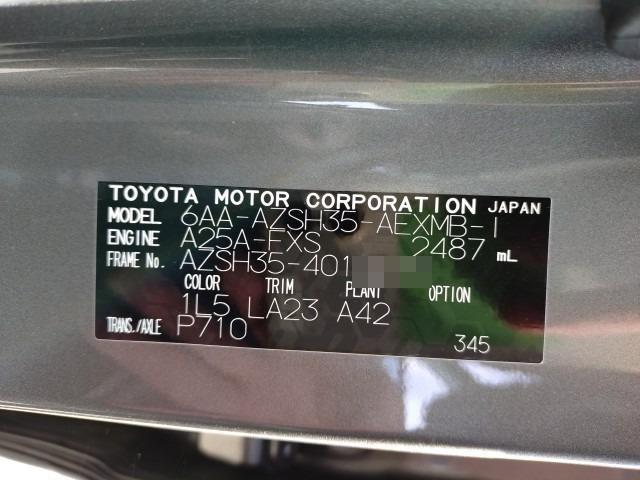 TOYOTA MOTOR CORPORATION JAPAN
MODEL 6AA-AZSH35-AEXMB-I
ENGINE A25A-FXS 2487 mL
FRAME No. AZSH35-401
COLOR TRIM PLANT OPTION
1L5 LA23 A42
TRANS./AXLE P710 345